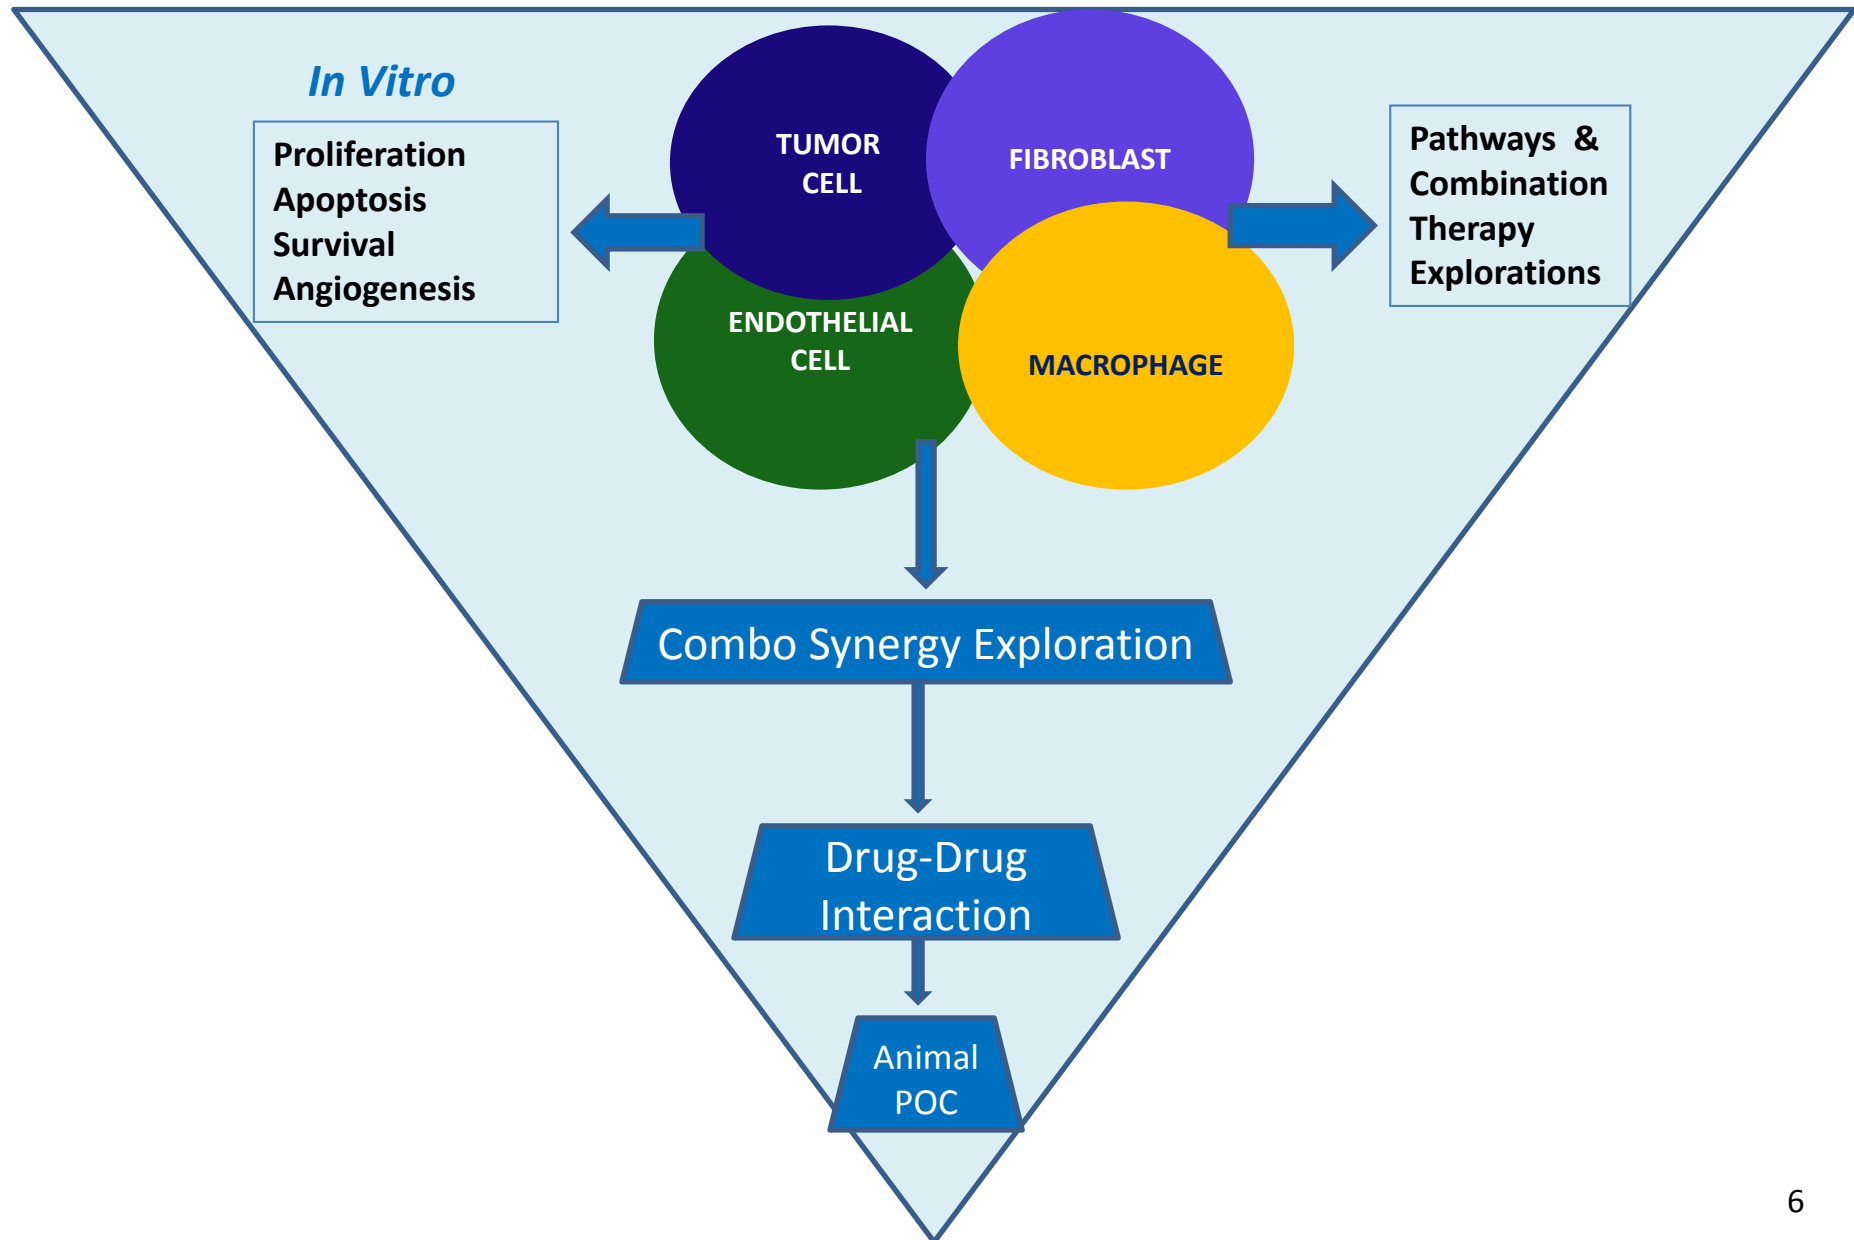 In Vitro
Proliferation
Apoptosis
Survival
Angiogenesis
TUMOR
CELL
FIBROBLAST
ENDOTHELIAL
CELL
MACROPHAGE
Pathways &
Combination
Therapy
Explorations
Combo Synergy Exploration
Drug-Drug
Interaction
Animal
POC
6